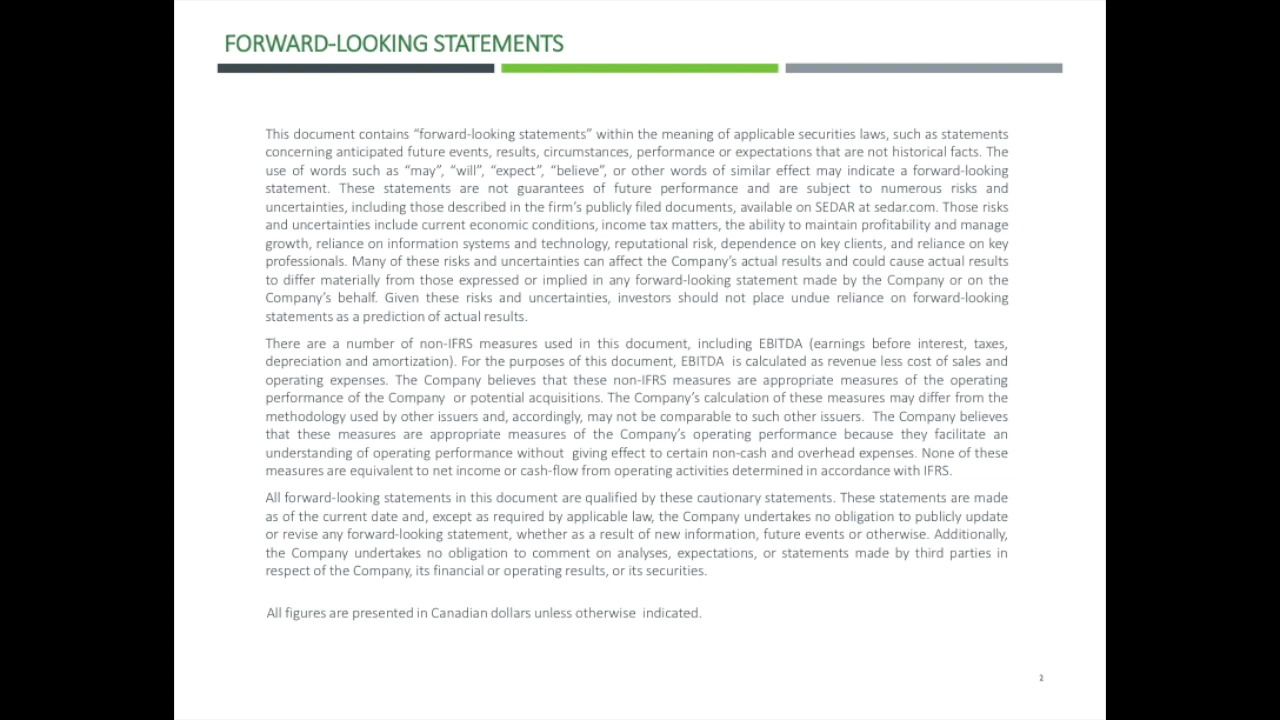 FORWARD-LOOKING STATEMENTS
This document contains “forward-looking statements” within the meaning of applicable securities laws, such as statements
concerning anticipated future events, results, circumstances, performance or expectations that are not historical facts. The
use of words such as “may”, “will”, “expect”, “believe”, or other words of similar effect may indicate a forward-looking
statement. These statements are not guarantees of future performance and are subject to numerous risks and
uncertainties, including those described in the firm’s publicly filed documents, available on SEDAR at sedar.com. Those risks
and uncertainties include current economic conditions, income tax matters, the ability to maintain profitability and manage
growth, reliance on information systems and technology, reputational risk, dependence on key clients, and reliance on key
professionals. Many of these risks and uncertainties can affect the Company’s actual results and could cause actual results
to differ materially from those expressed or implied in any forward-looking statement made by the Company or on the
Company’s behalf. Given these risks and uncertainties, investors should not place undue reliance on forward-looking
statements as a prediction of actual results.
There are a number of non-IFRS measures used in this document, including EBITDA (earnings before interest, taxes,
depreciation and amortization). For the purposes of this document, EBITDA is calculated as revenue less cost of sales and
operating expenses. The Company believes that these non-IFRS measures are appropriate measures of the operating
performance of the Company or potential acquisitions. The Company’s calculation of these measures may differ from the
methodology used by other issuers and, accordingly, may not be comparable to such other issuers. The Company believes
that these measures are appropriate measures of the Company’s operating performance because they facilitate an
understanding of operating performance without giving effect to certain non-cash and overhead expenses. None of these
measures are equivalent to net income or cash-flow from operating activities determined in accordance with IFRS.
All forward-looking statements in this document are qualified by these cautionary statements. These statements are made
as of the current date and, except as required by applicable law, the Company undertakes no obligation to publicly update
or revise any forward-looking statement, whether as a result of new information, future events or otherwise. Additionally,
the Company undertakes no obligation to comment on analyses, expectations, or statements made by third parties in
respect of the Company, its financial or operating results, or its securities.
All figures are presented in Canadian dollars unless otherwise indicated.
2